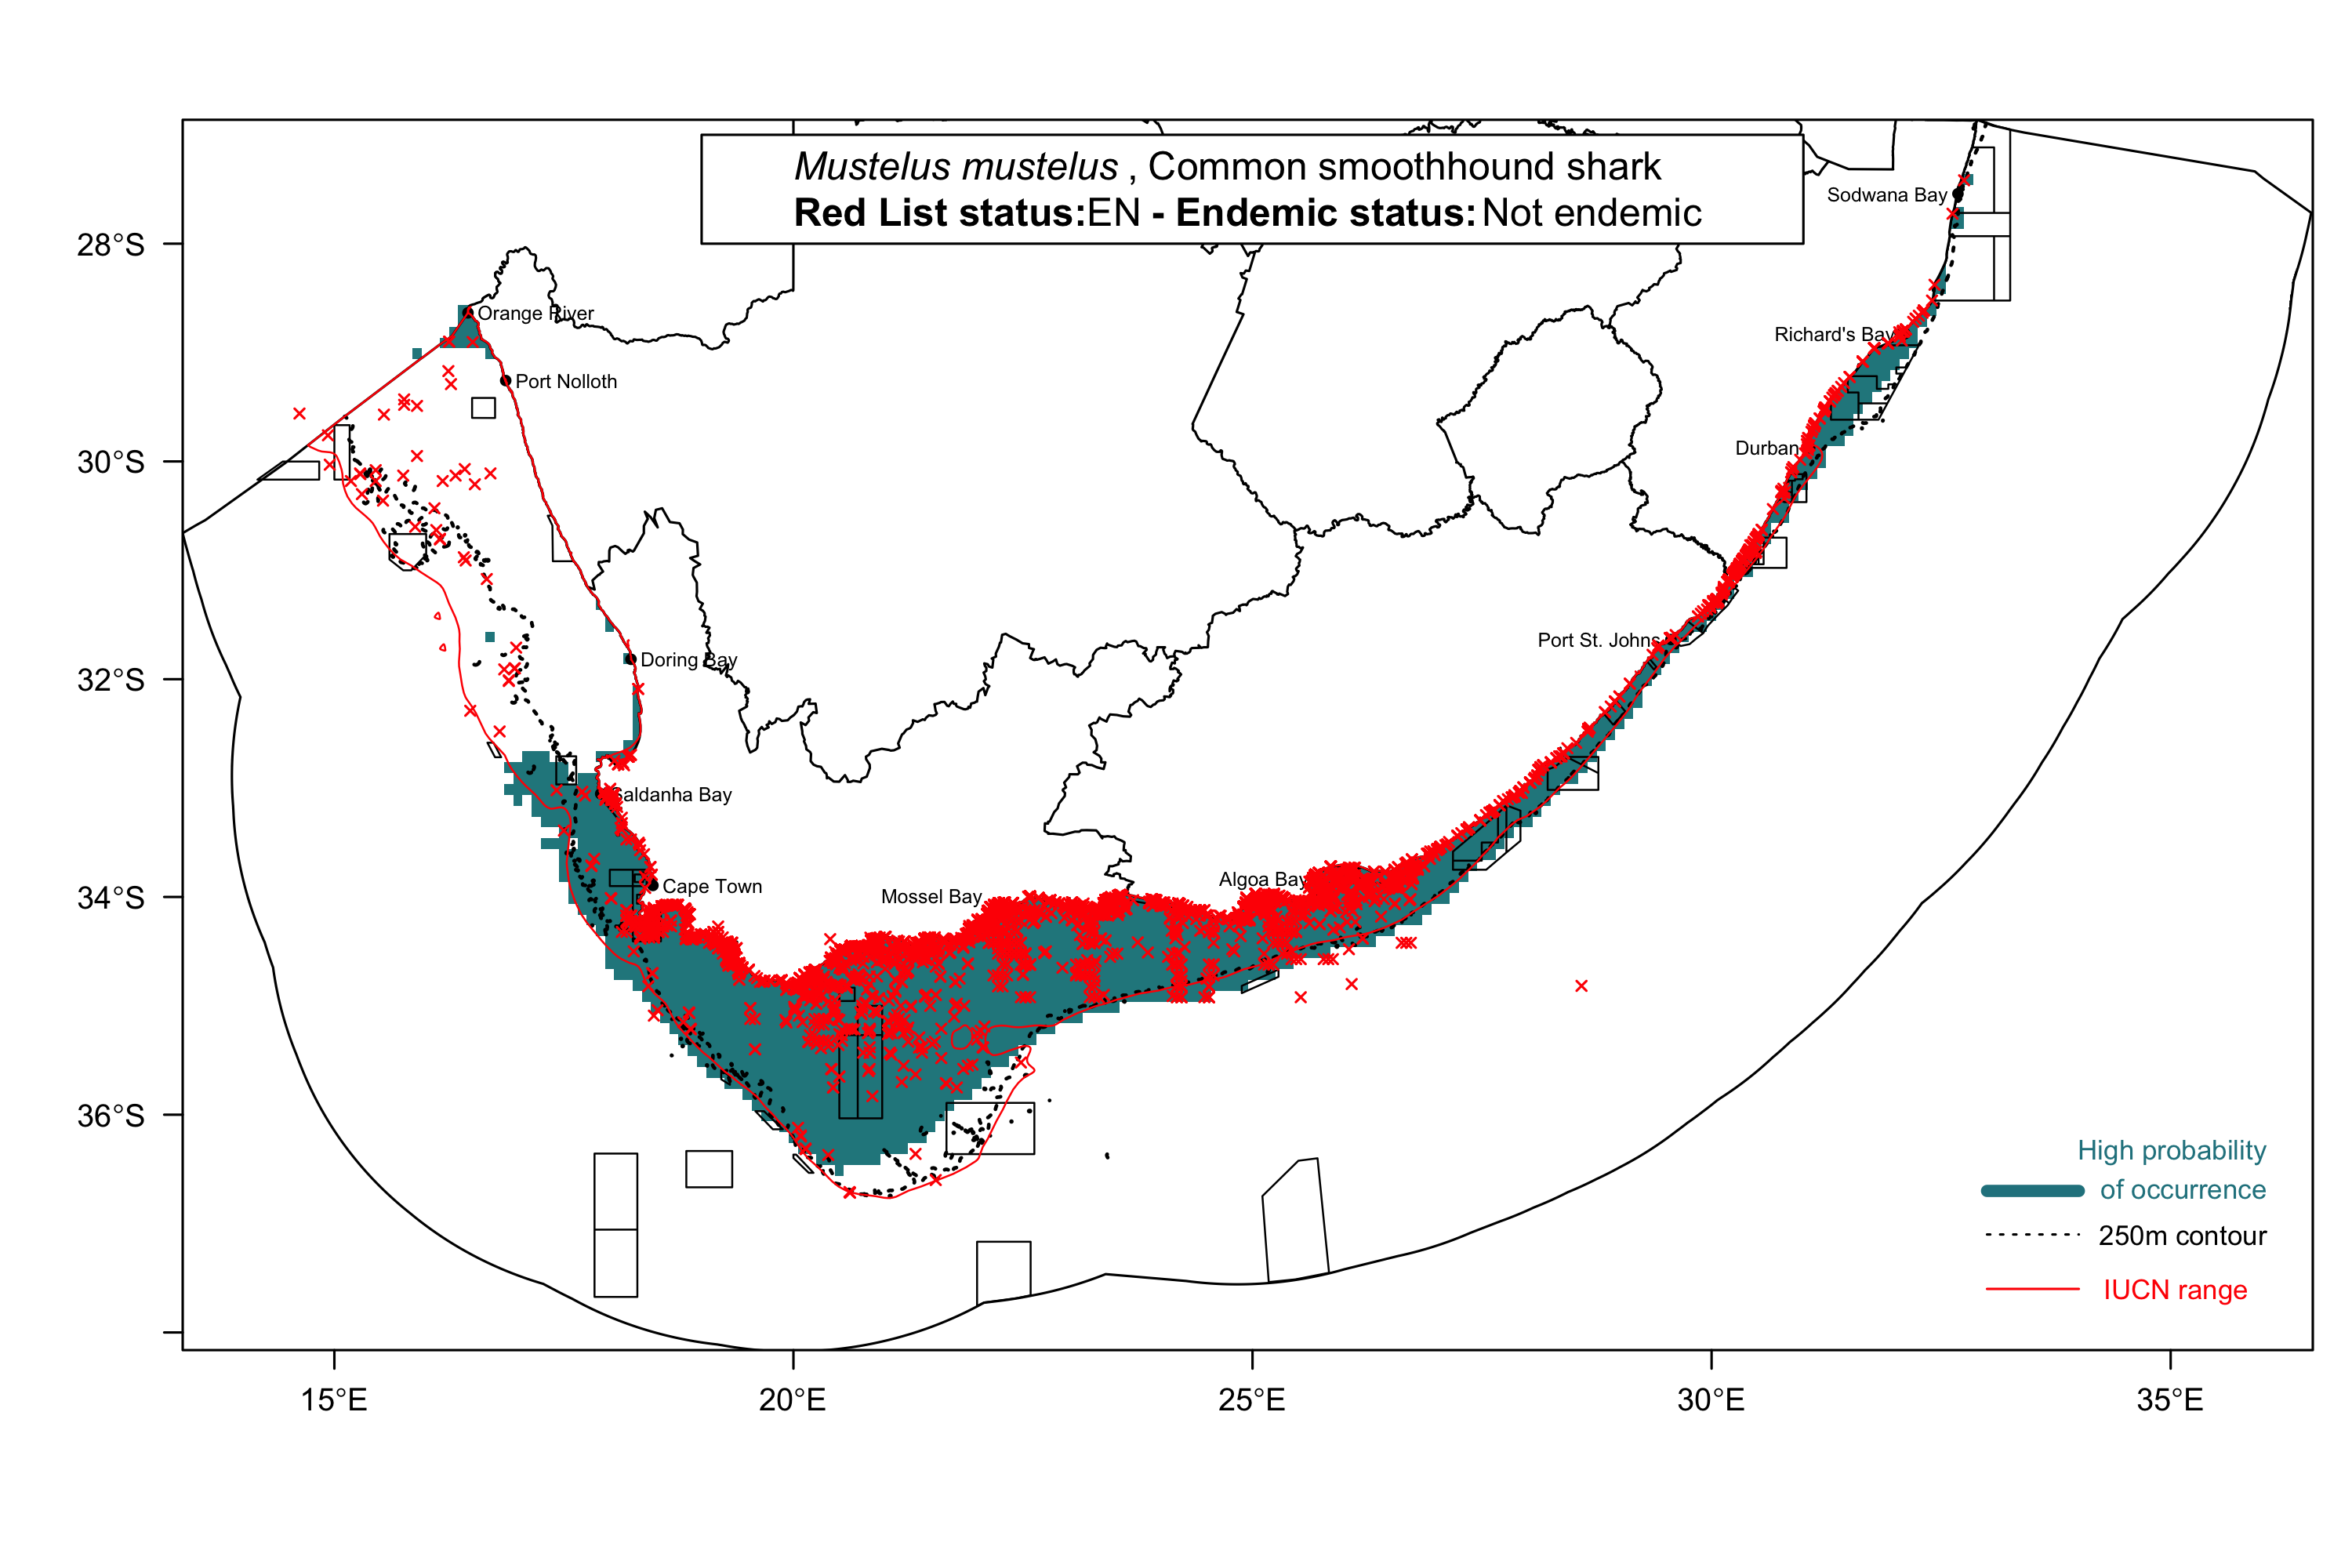 Mustelus mustelus , Common smoothhound shark
Red List status:EN - Endemic status: Not endemic
Sodwana Bay
28°S
Orange River
Richard's Bay
Port Nolloth
Durban
30°S
Port St. Johns
Doring Bay
32°S
Saldanha Bay
Algoa Bay
Cape Town
Mossel Bay
34°S
36°S
High probability
of occurrence
250m contour
IUCN range
15°E
20°E
25°E
30°E
35°E